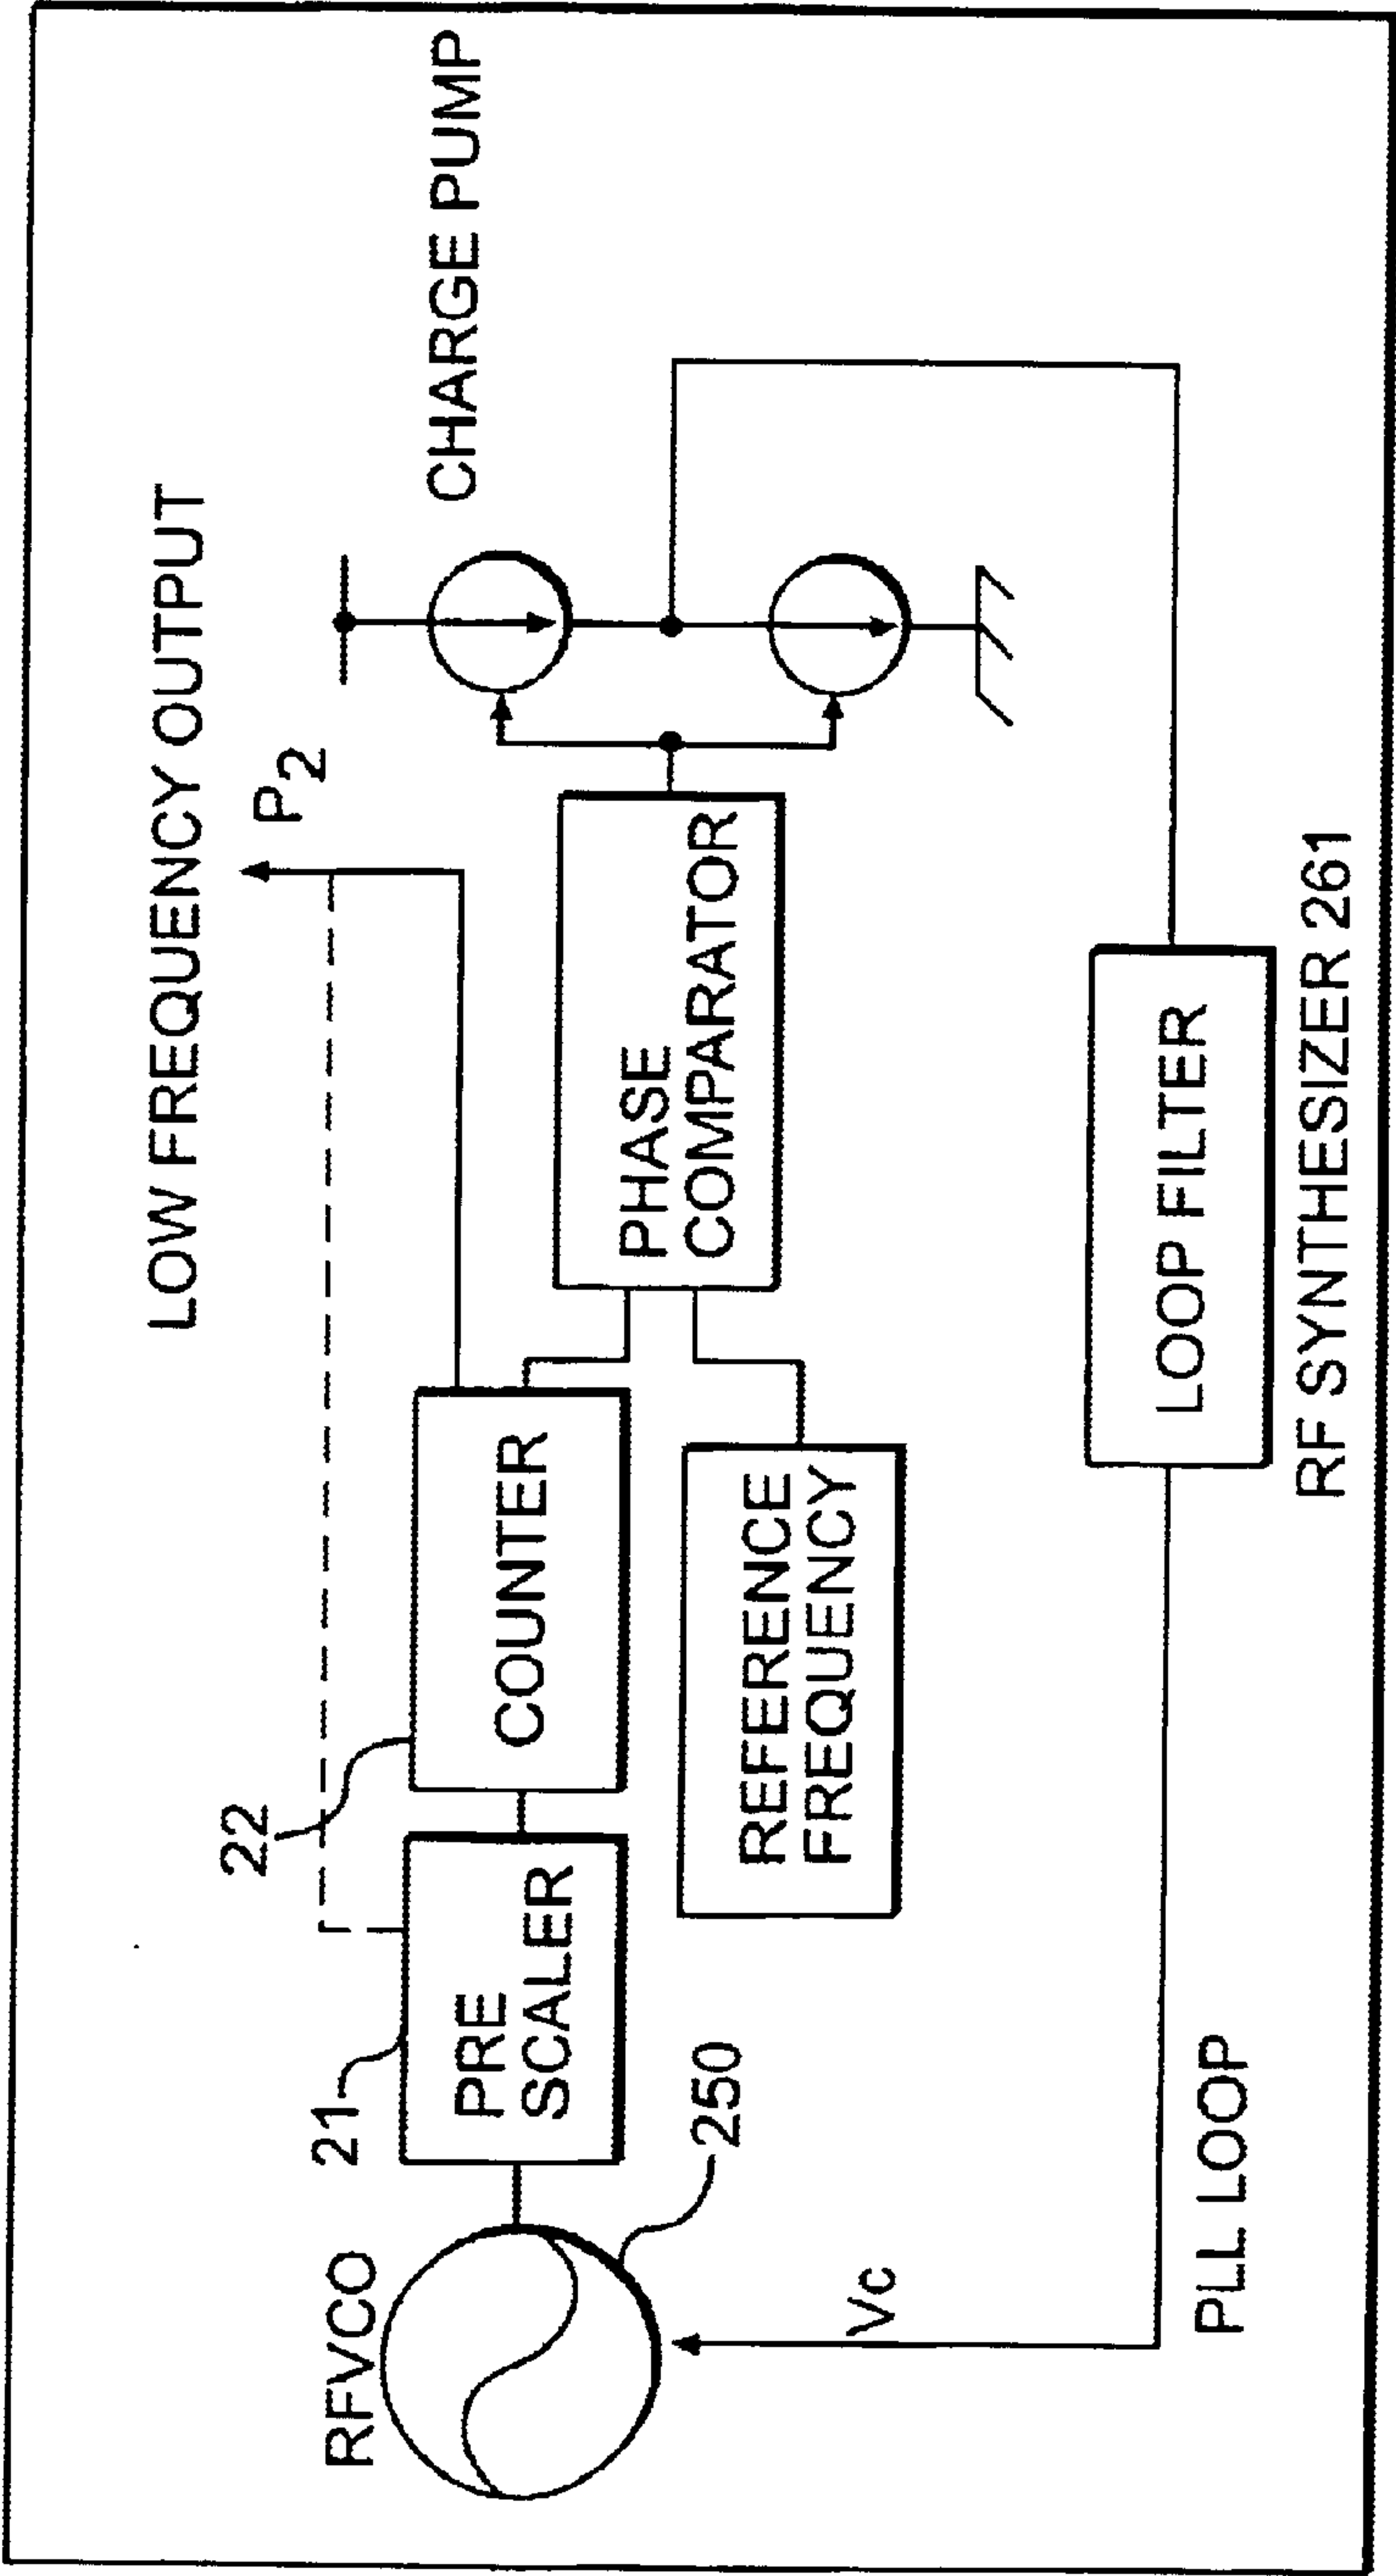 LOW FREQUENCY OUTPUT
P2
CHARGE PUMP
22
21
RFVCO
PRE
SCALER
COUNTER
PHASE
COMPARATOR
250
REFERENCE
FREQUENCY
Vc
LOOP FILTER
PLL LOOP
RF SYNTHESIZER 261